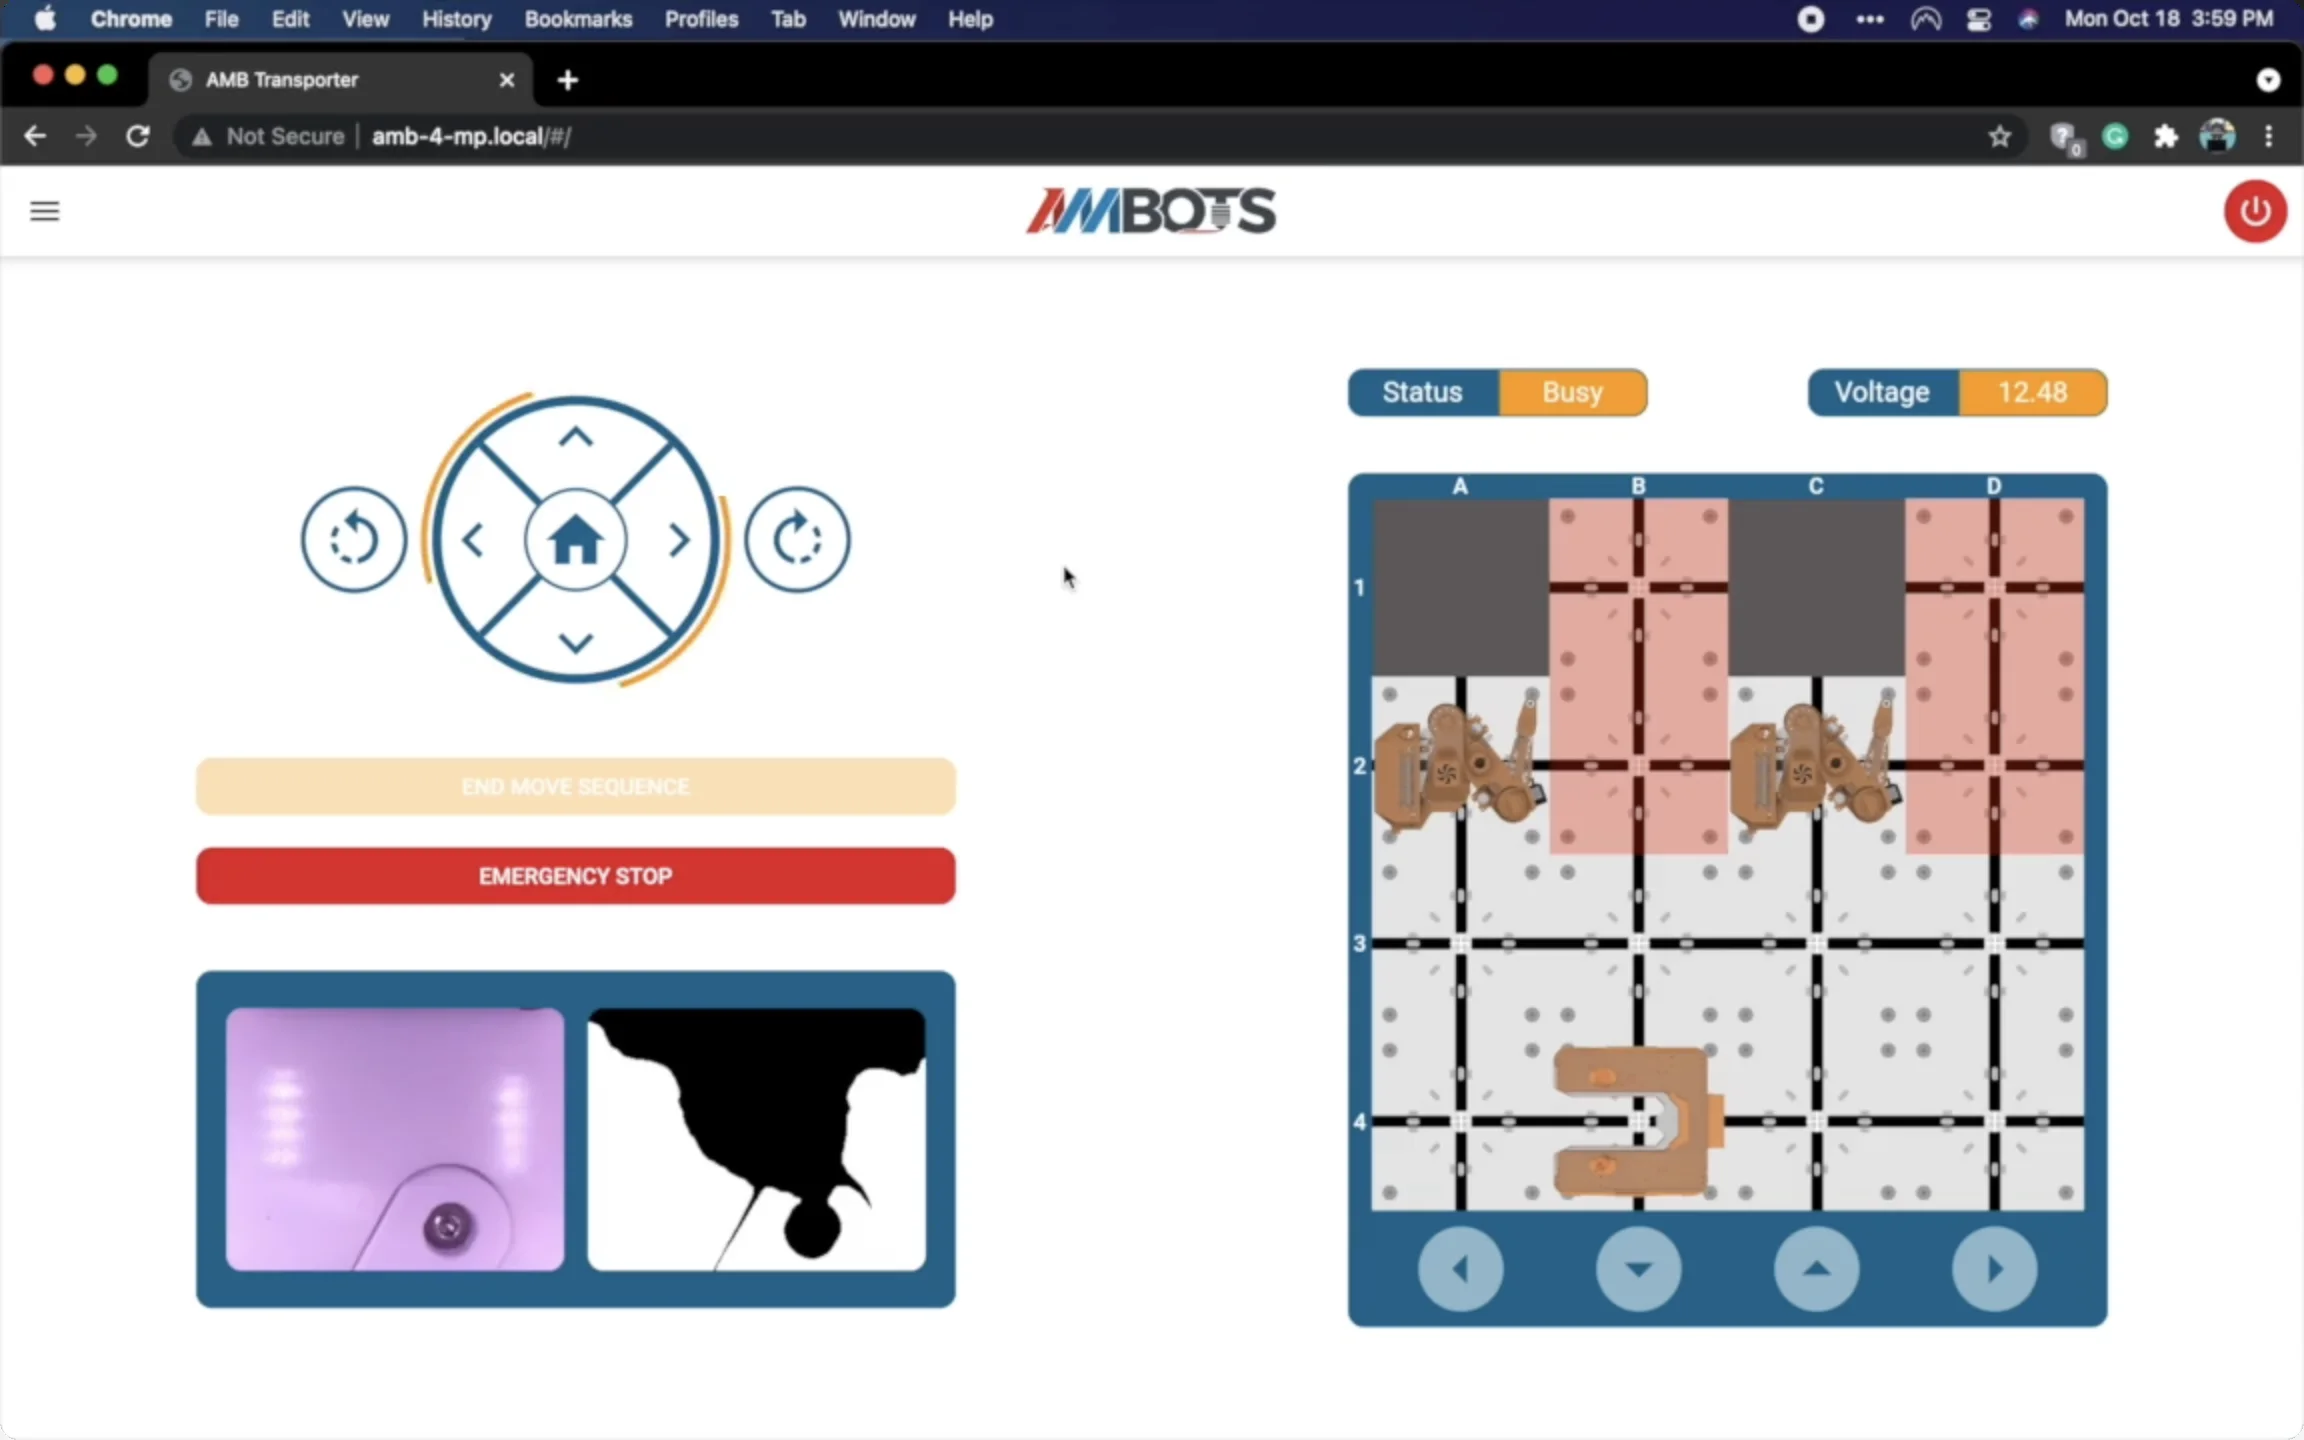 Chrome File Edit View History Bookmarks Profiles Tab Window Help Mon Oct 18 3:59 PM
AMB Transporter
Not Secure | amb-4-mp.local/#/
0
AMBOTS
Status Busy Voltage 12.48
A B C D
1
2
3
4
END MOVE SEQUENCE
EMERGENCY STOP